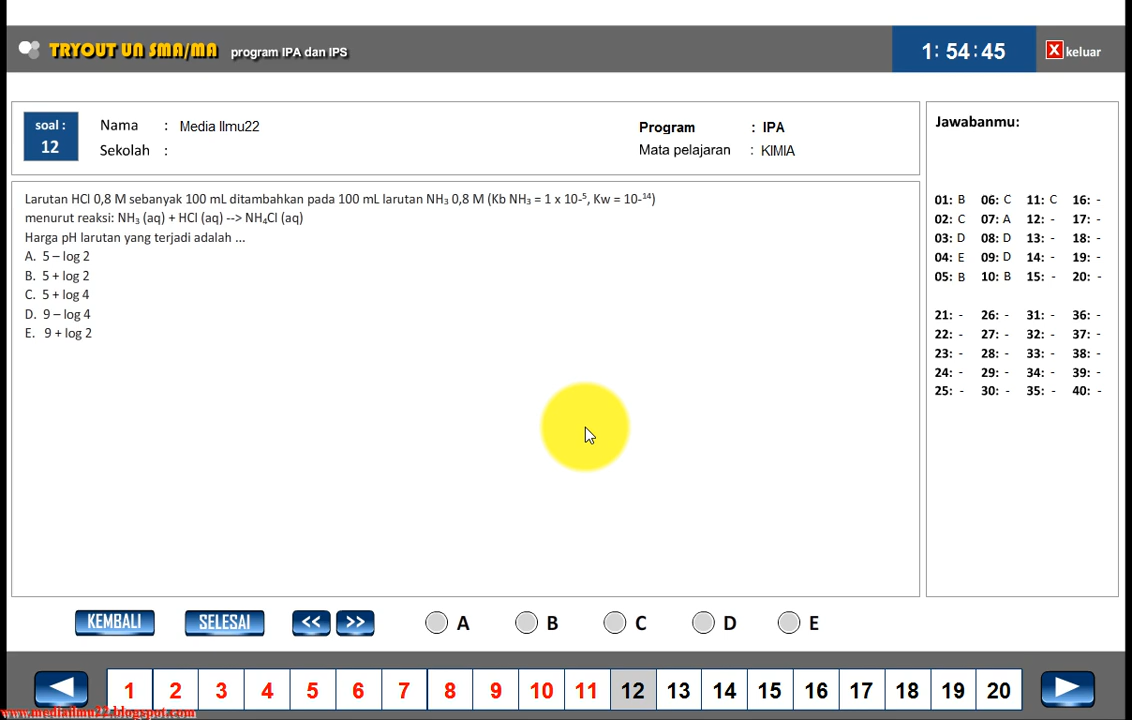 TRYOUT UN SMA/MA program IPA dan IPS
1: 54:45
X keluar
soal :
12
Nama : Media Ilmu22
Sekolah :
Program : IPA
Mata pelajaran : KIMIA
Larutan HCl 0,8 M sebanyak 100 mL ditambahkan pada 100 mL larutan NH₃ 0,8 M (Kb NH₃ = 1 x 10-⁵, Kw = 10-¹⁴)
menurut reaksi: NH₃ (aq) + HCl (aq) --> NH₄Cl (aq)
Harga pH larutan yang terjadi adalah ...
A. 5 – log 2
B. 5 + log 2
C. 5 + log 4
D. 9 – log 4
E. 9 + log 2
Jawabanmu:
01: B 06: C 11: C 16: -
02: C 07: A 12: - 17: -
03: D 08: D 13: - 18: -
04: E 09: D 14: - 19: -
05: B 10: B 15: - 20: -
21: - 26: - 31: - 36: -
22: - 27: - 32: - 37: -
23: - 28: - 33: - 38: -
24: - 29: - 34: - 39: -
25: - 30: - 35: - 40: -
KEMBALI SELESAI << >> A B C D E
1 2 3 4 5 6 7 8 9 10 11 12 13 14 15 16 17 18 19 20
www.mediailmu22.blogspot.com